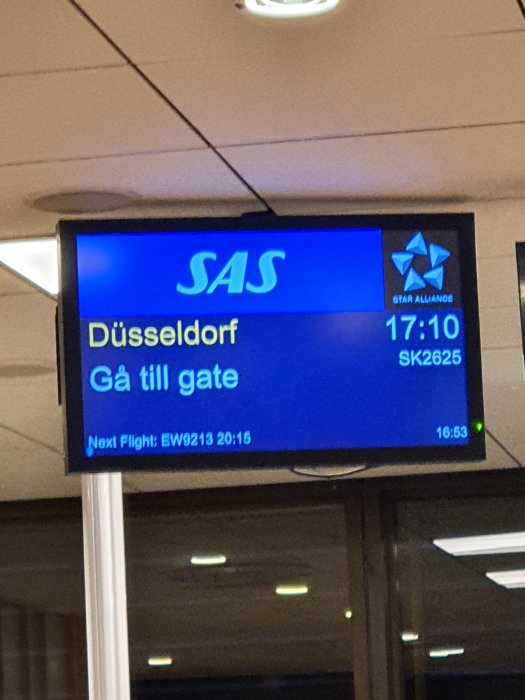 SAS
STAR ALLIANCE
Düsseldorf
17:10
SK2625
Gå till gate
Next Flight: EW9213 20:15
16:53